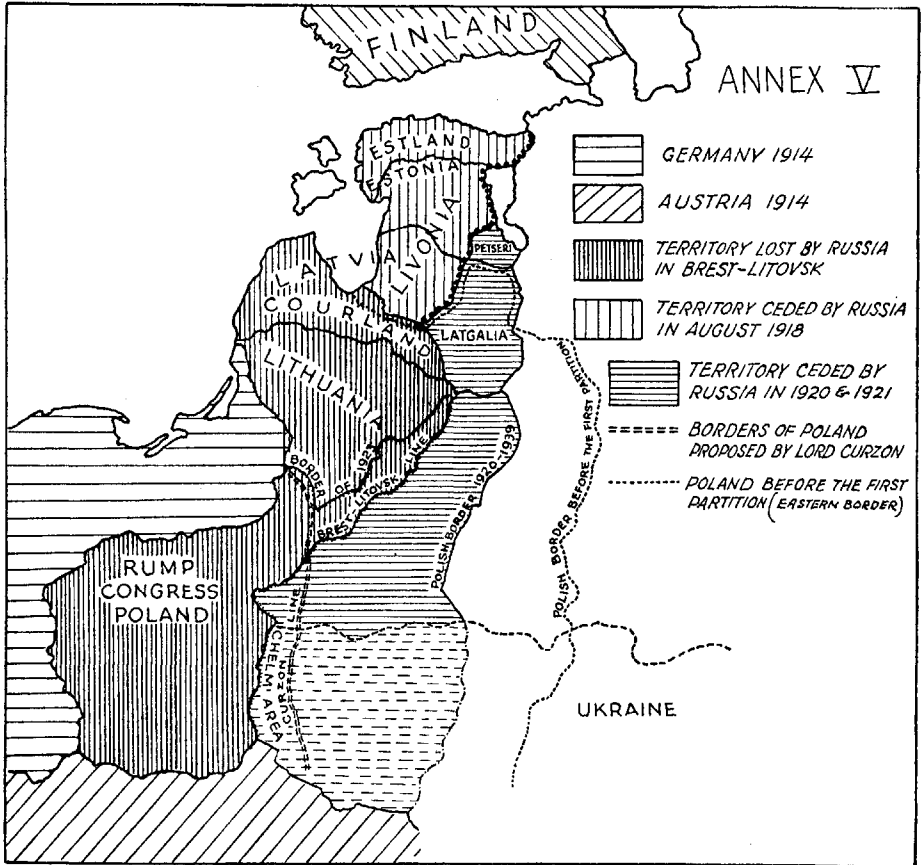 FINLAND
ANNEX V
ESTLAND
ESTONIA
LIVONIA
LATVIA
PETSERI
COURLAND
LATGALIA
LITHUANIA
BORDER OF 1923
BREST-LITOVSK LINE
POLISH BORDER 1920-1939
POLISH BORDER BEFORE THE FIRST PARTITION
RUMP
CONGRESS
POLAND
CHELM AREA
CURZON LINE
UKRAINE
GERMANY 1914
AUSTRIA 1914
TERRITORY LOST BY RUSSIA
IN BREST-LITOVSK
TERRITORY CEDED BY RUSSIA
IN AUGUST 1918
TERRITORY CEDED BY
RUSSIA IN 1920 & 1921
BORDERS OF POLAND
PROPOSED BY LORD CURZON
POLAND BEFORE THE FIRST
PARTITION (EASTERN BORDER)